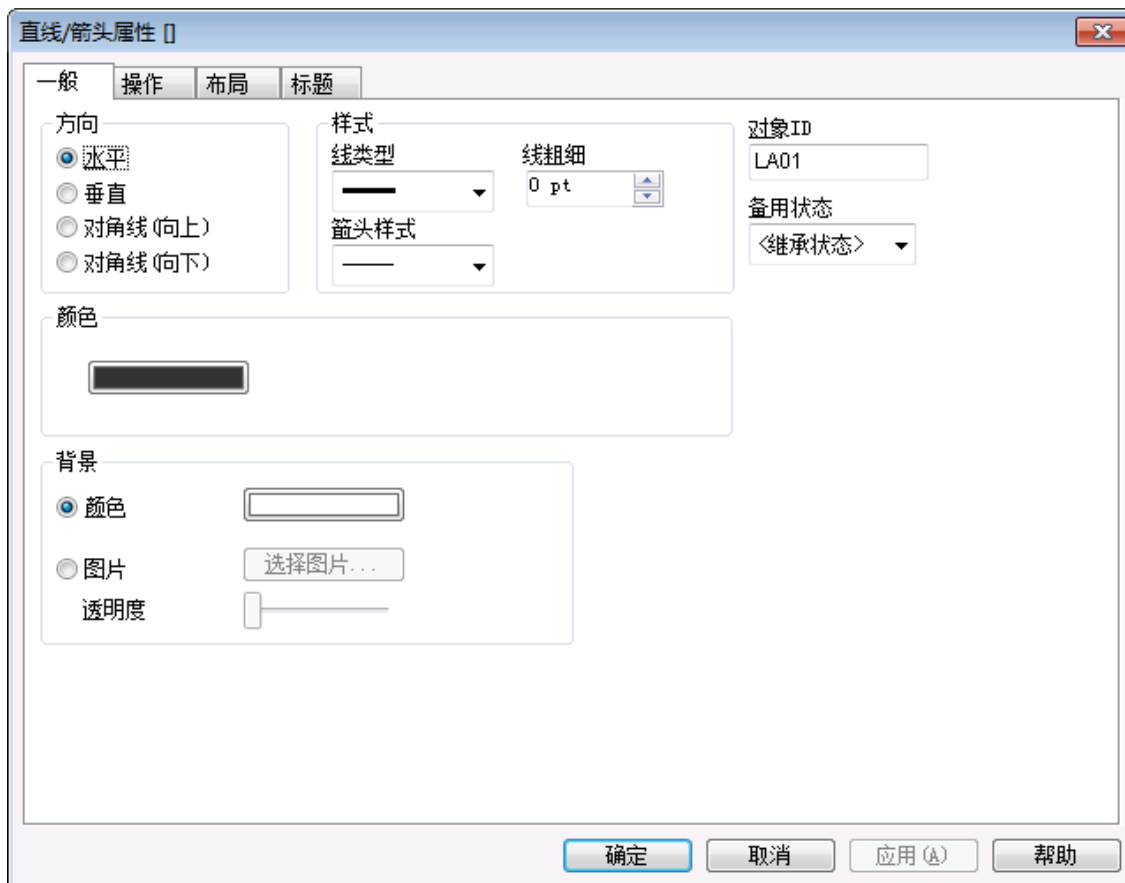 直线/箭头属性 []
一般 操作 布局 标题
方向
水平
垂直
对角线(向上)
对角线(向下)
样式
线类型 线粗细
0 pt
箭头样式
对象ID
LA01
备用状态
<继承状态>
颜色
背景
颜色
图片 选择图片...
透明度
确定 取消 应用(A) 帮助